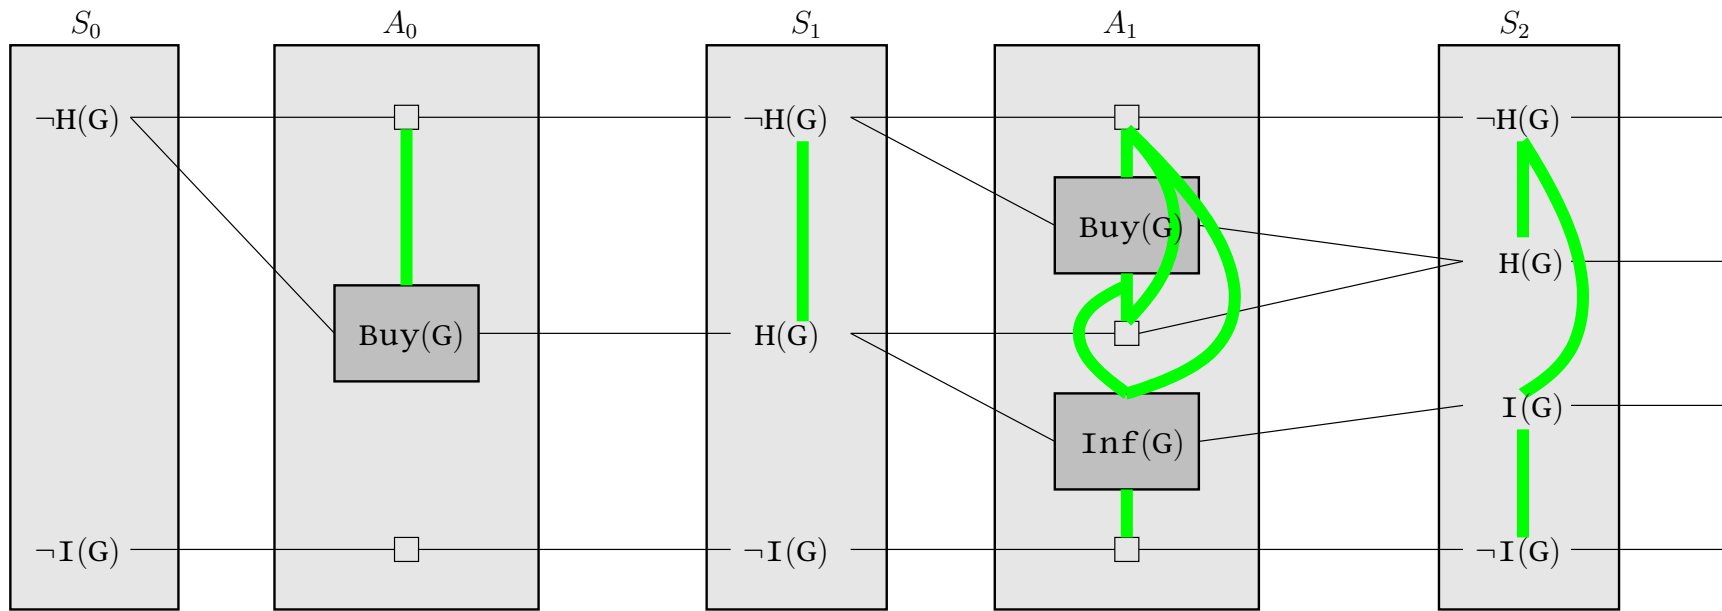 S₀ A₀ S₁ A₁ S₂
¬H(G) ¬H(G) ¬H(G)
Buy(G)
H(G)
Buy(G) H(G)
I(G)
Inf(G)
¬I(G) ¬I(G) ¬I(G)